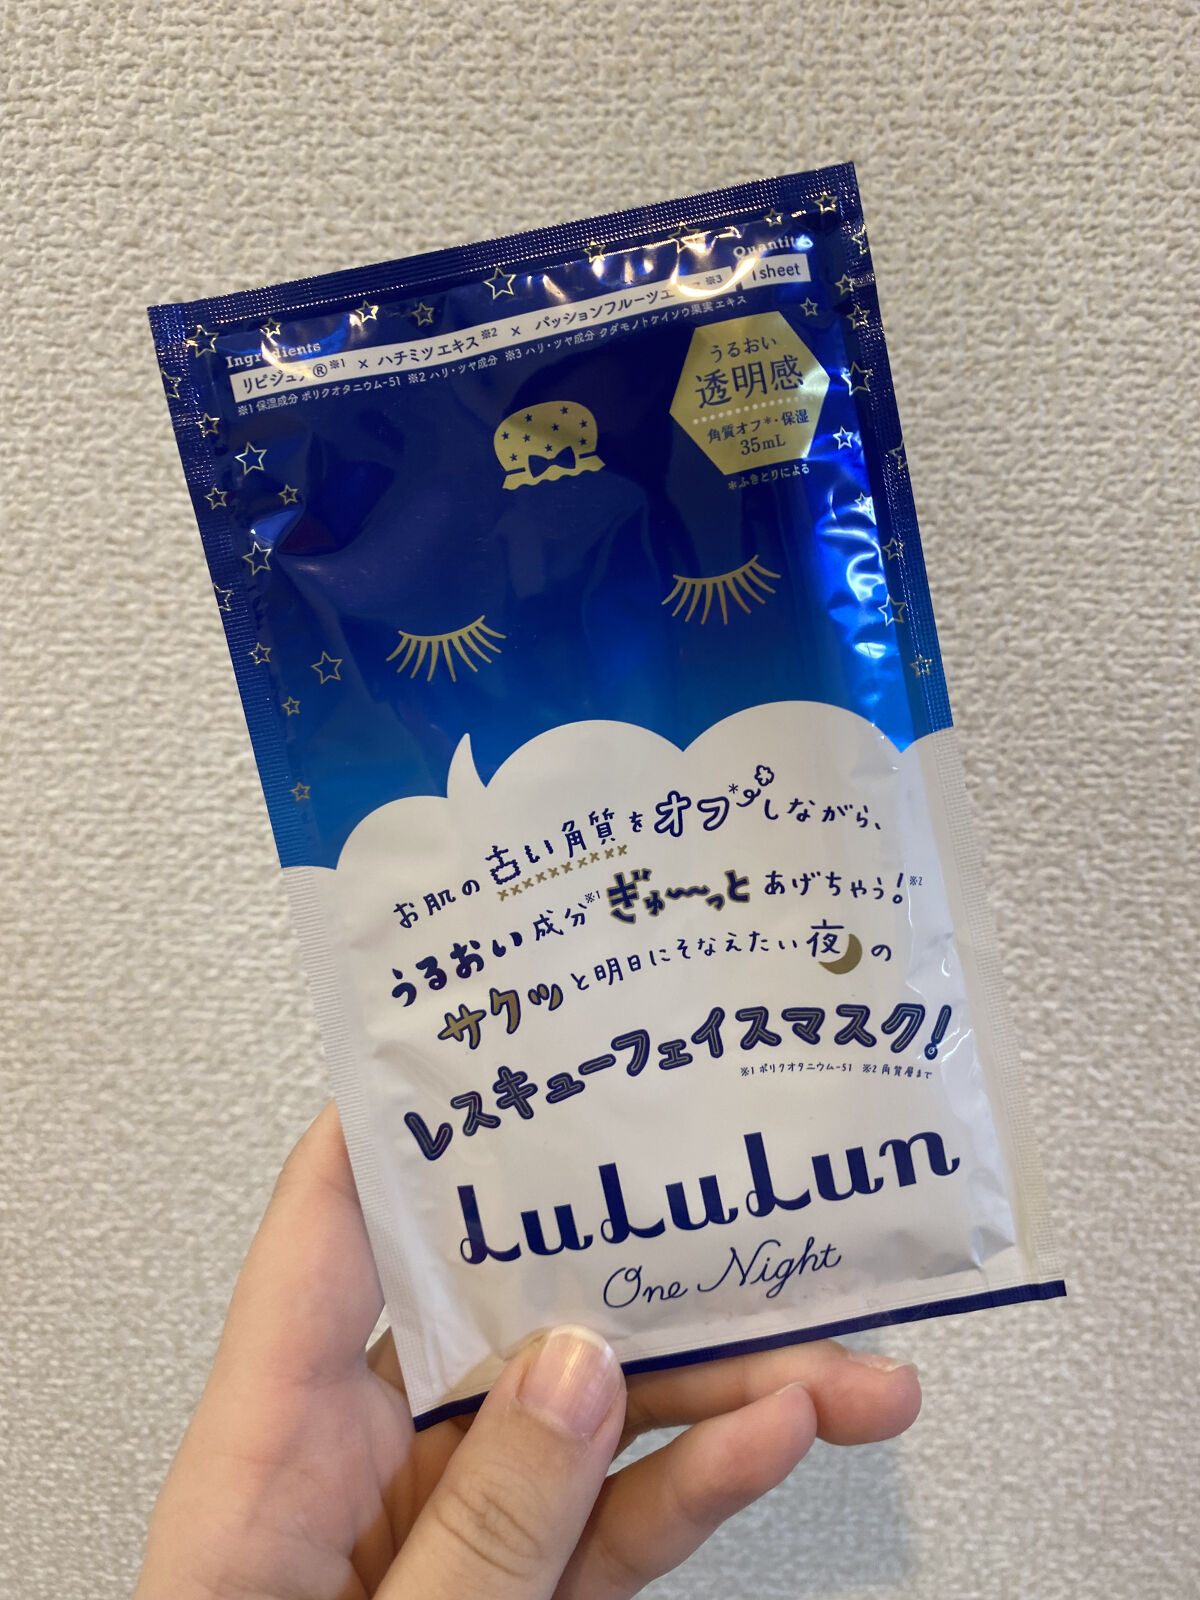 Quantity
1sheet
Ingredients
リピジュア®※1 × ハチミツエキス※2 × パッションフルーツエ ※3
※1 保湿成分 ポリクオタニウム-51 ※2 ハリ・ツヤ成分 ※3 ハリ・ツヤ成分 クダモノトケイソウ果実エキス
うるおい
透明感
角質オフ*・保湿
35mL
*ふきとりによる
お肌の古い角質をオフ*しながら、
うるおい成分※1ぎゅ〜〜っとあげちゃう!※2
サクッと明日にそなえたい夜の
レスキューフェイスマスク!
※1 ポリクオタニウム-51 ※2 角質層まで
LuLuLun
One Night